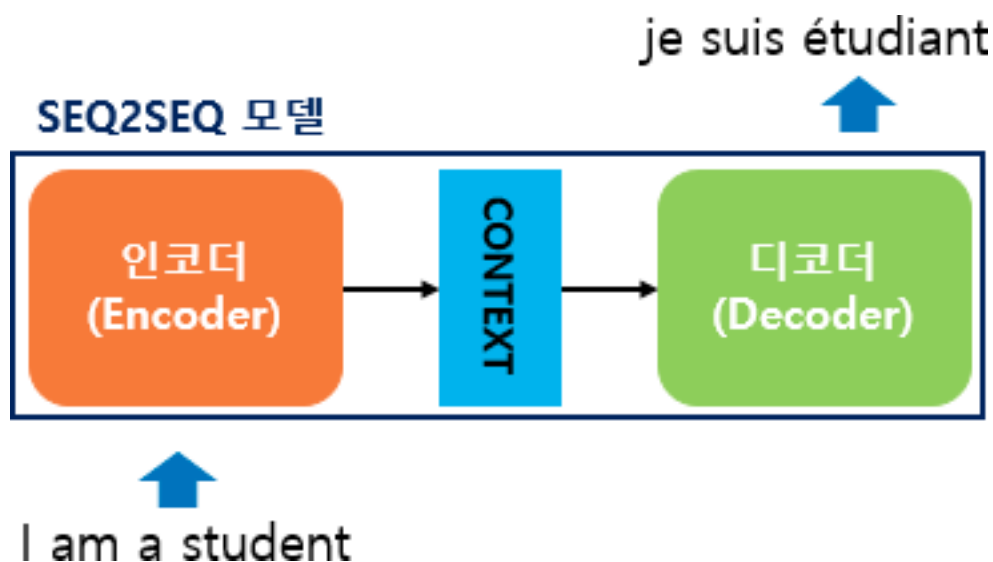 je suis étudiant
SEQ2SEQ 모델
인코더
(Encoder)
CONTEXT
디코더
(Decoder)
I am a student